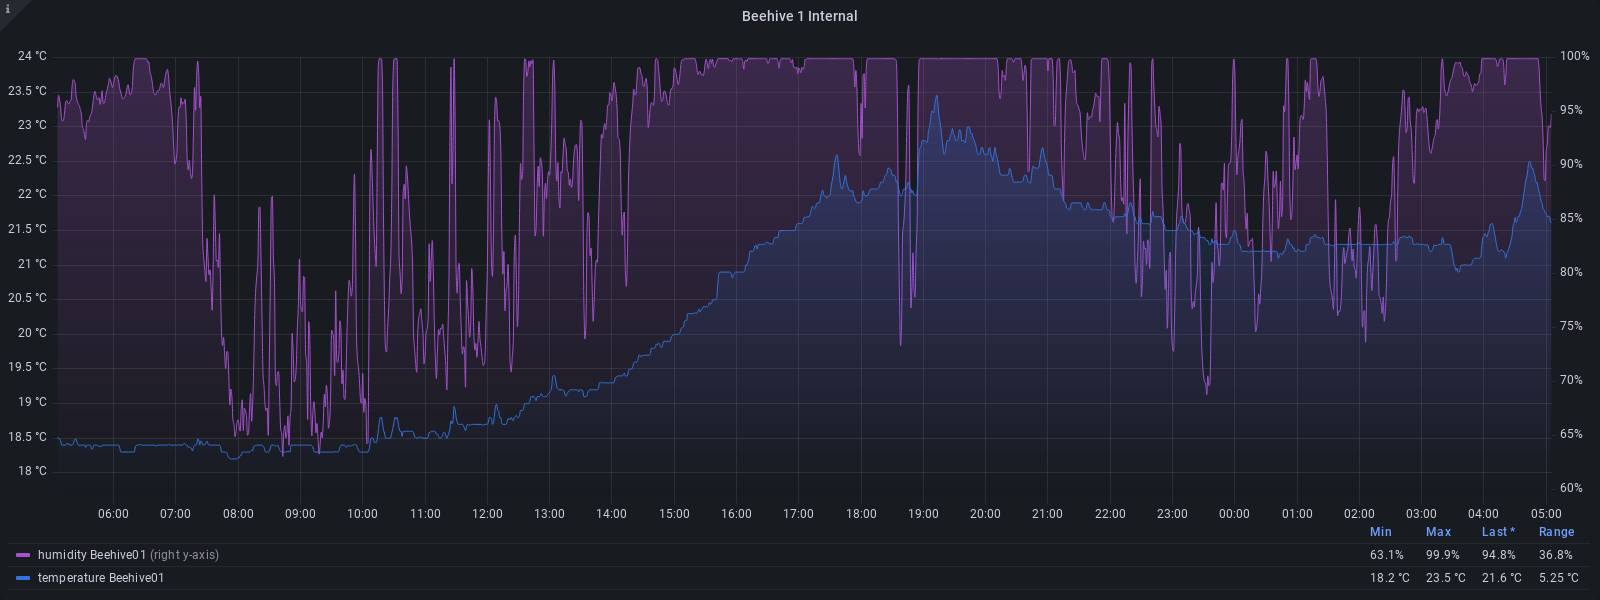 i
Beehive 1 Internal
24 °C 100%
23.5 °C 95%
23 °C
22.5 °C 90%
22 °C
21.5 °C 85%
21 °C 80%
20.5 °C
20 °C 75%
19.5 °C 70%
19 °C
18.5 °C 65%
18 °C 60%
06:00 07:00 08:00 09:00 10:00 11:00 12:00 13:00 14:00 15:00 16:00 17:00 18:00 19:00 20:00 21:00 22:00 23:00 00:00 01:00 02:00 03:00 04:00 05:00
Min Max Last * Range
humidity Beehive01 (right y-axis) 63.1% 99.9% 94.8% 36.8%
temperature Beehive01 18.2 °C 23.5 °C 21.6 °C 5.25 °C